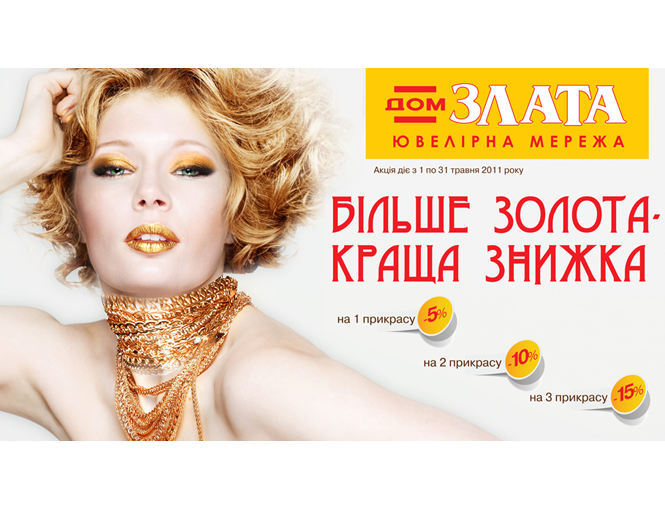 ДОМ ЗЛАТА
ЮВЕЛІРНА МЕРЕЖА
Акція діє з 1 по 31 травня 2011 року
БІЛЬШЕ ЗОЛОТА-
КРАЩА ЗНИЖКА
на 1 прикрасу -5%
на 2 прикрасу -10%
на 3 прикрасу -15%